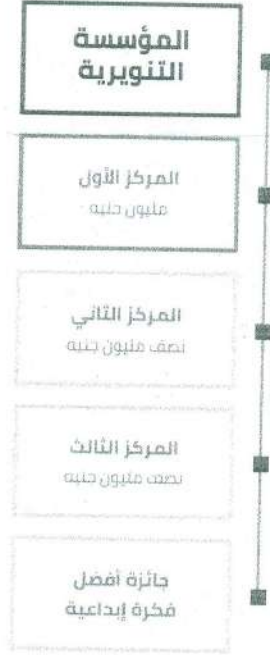 المؤسسة
التنويرية
المركز الأول
مليون جنيه
المركز الثاني
نصف مليون جنيه
المركز الثالث
نصف مليون جنيه
جائزة أفضل
فكرة إبداعية